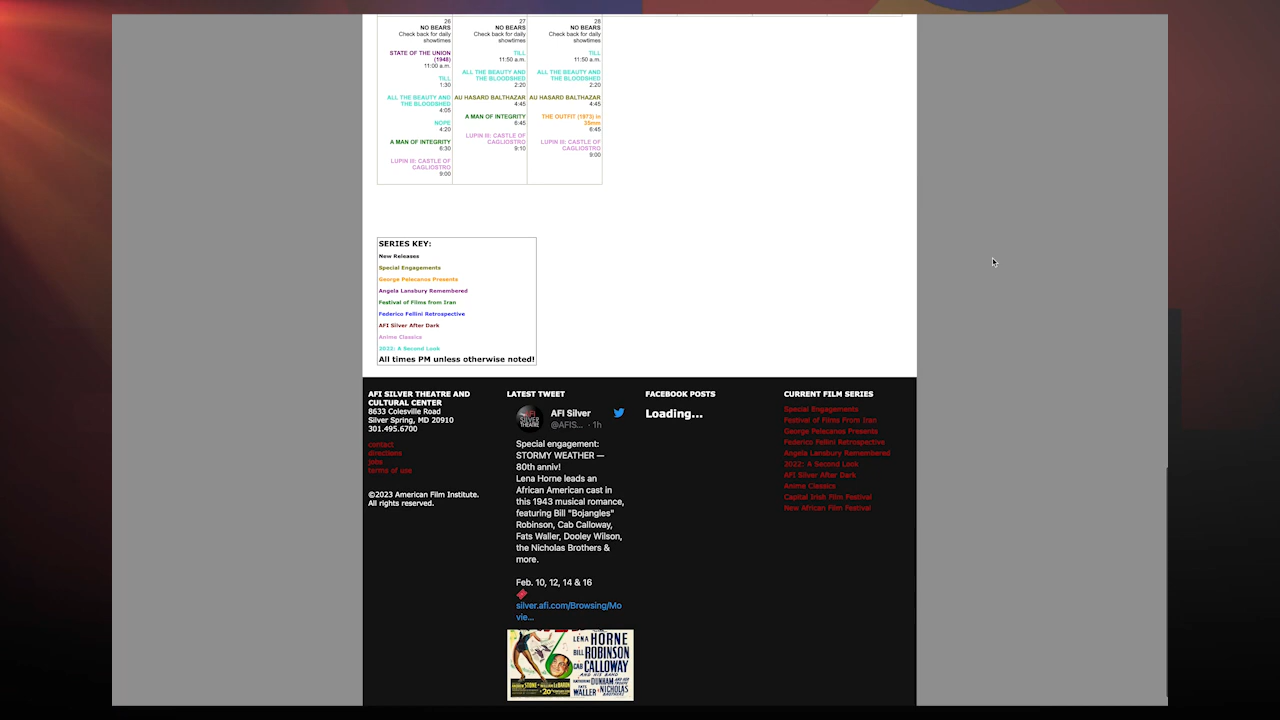 26
NO BEARS
Check back for daily
showtimes
STATE OF THE UNION
(1948)
11:00 a.m.
TILL
1:30
ALL THE BEAUTY AND
THE BLOODSHED
4:05
NOPE
4:20
A MAN OF INTEGRITY
6:30
LUPIN III: CASTLE OF
CAGLIOSTRO
9:00
27
NO BEARS
Check back for daily
showtimes
TILL
11:50 a.m.
ALL THE BEAUTY AND
THE BLOODSHED
2:20
AU HASARD BALTHAZAR
4:45
A MAN OF INTEGRITY
6:45
LUPIN III: CASTLE OF
CAGLIOSTRO
9:10
28
NO BEARS
Check back for daily
showtimes
TILL
11:50 a.m.
ALL THE BEAUTY AND
THE BLOODSHED
2:20
AU HASARD BALTHAZAR
4:45
THE OUTFIT (1973) in
35mm
6:45
LUPIN III: CASTLE OF
CAGLIOSTRO
9:00
SERIES KEY:
New Releases
Special Engagements
George Pelecanos Presents
Angela Lansbury Remembered
Festival of Films from Iran
Federico Fellini Retrospective
AFI Silver After Dark
Anime Classics
2022: A Second Look
All times PM unless otherwise noted!
AFI SILVER THEATRE AND
CULTURAL CENTER
8633 Colesville Road
Silver Spring, MD 20910
301.495.6700
contact
directions
jobs
terms of use
©2023 American Film Institute.
All rights reserved.
LATEST TWEET
AFI SILVER THEATRE
AFI Silver
@AFIS... · 1h
Special engagement:
STORMY WEATHER —
80th anniv!
Lena Horne leads an
African American cast in
this 1943 musical romance,
featuring Bill "Bojangles"
Robinson, Cab Calloway,
Fats Waller, Dooley Wilson,
the Nicholas Brothers &
more.
Feb. 10, 12, 14 & 16
silver.afi.com/Browsing/Mo
vie...
LENA HORNE
BILL ROBINSON
CAB CALLOWAY
AND HIS BAND
KATHERINE DUNHAM
FATS WALLER
NICHOLAS BROTHERS
FACEBOOK POSTS
Loading...
CURRENT FILM SERIES
Special Engagements
Festival of Films From Iran
George Pelecanos Presents
Federico Fellini Retrospective
Angela Lansbury Remembered
2022: A Second Look
AFI Silver After Dark
Anime Classics
Capital Irish Film Festival
New African Film Festival